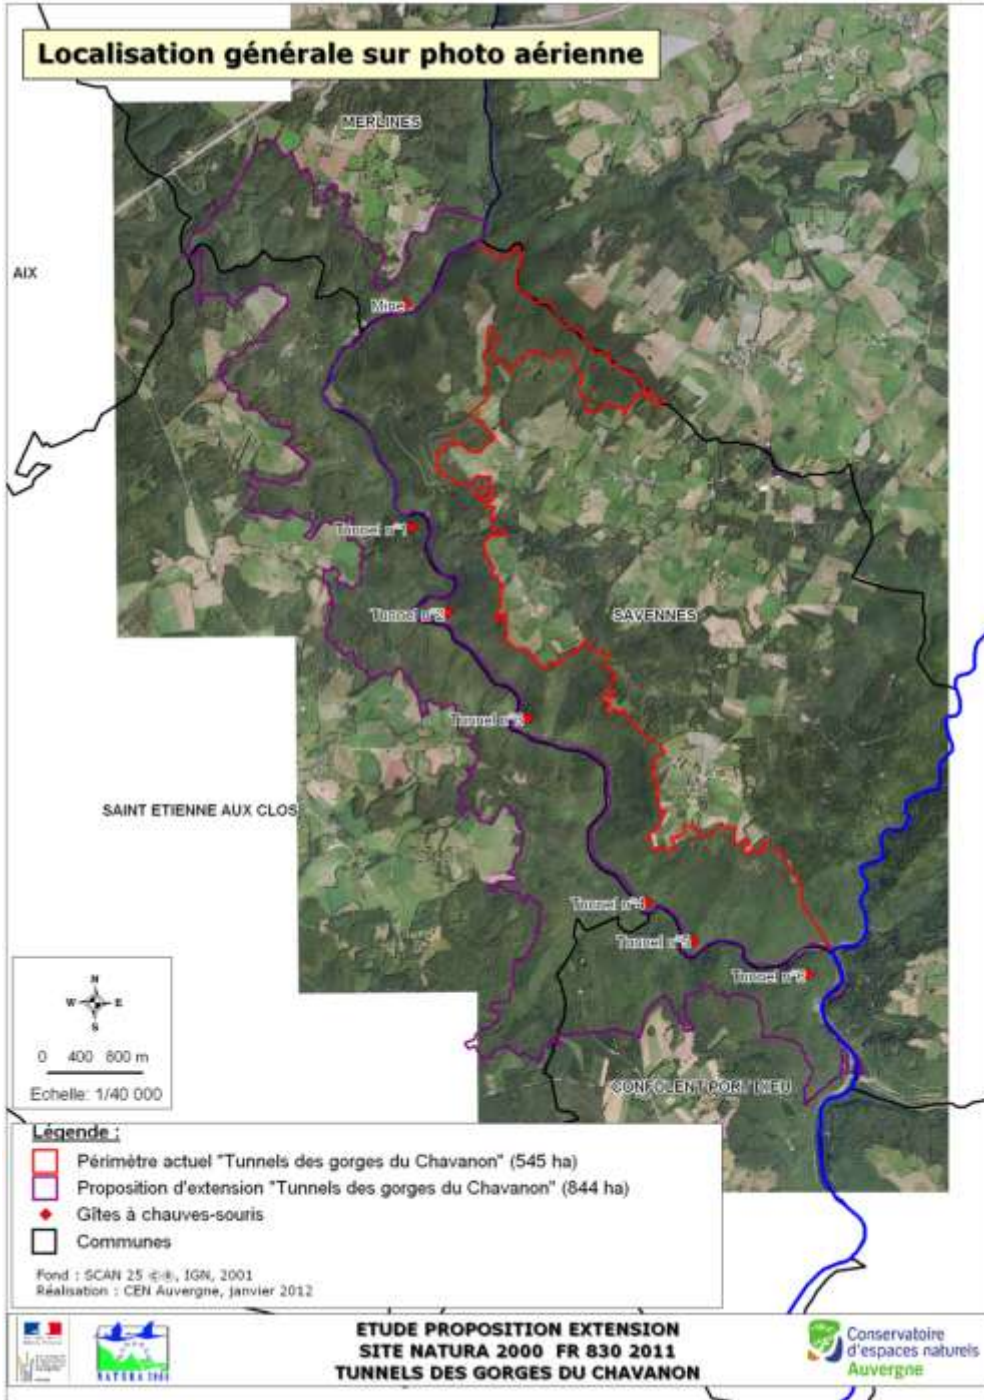 Localisation générale sur photo aérienne
MERLINES
AIX
Mine
Tunnel n°1
Tunnel n°2
SAVENNES
Tunnel n°3
SAINT ETIENNE AUX CLOS
Tunnel n°4
Tunnel n°5
Tunnel n°6
N
W E
S
0 400 800 m
Echelle: 1/40 000
CONFOLENT PORT DIEU
Légende :
Périmètre actuel "Tunnels des gorges du Chavanon" (545 ha)
Proposition d'extension "Tunnels des gorges du Chavanon" (844 ha)
Gîtes à chauves-souris
Communes
Fond : SCAN 25 ©®, IGN, 2001
Réalisation : CEN Auvergne, janvier 2012
NATURA 2000
ETUDE PROPOSITION EXTENSION
SITE NATURA 2000 FR 830 2011
TUNNELS DES GORGES DU CHAVANON
Conservatoire
d'espaces naturels
Auvergne